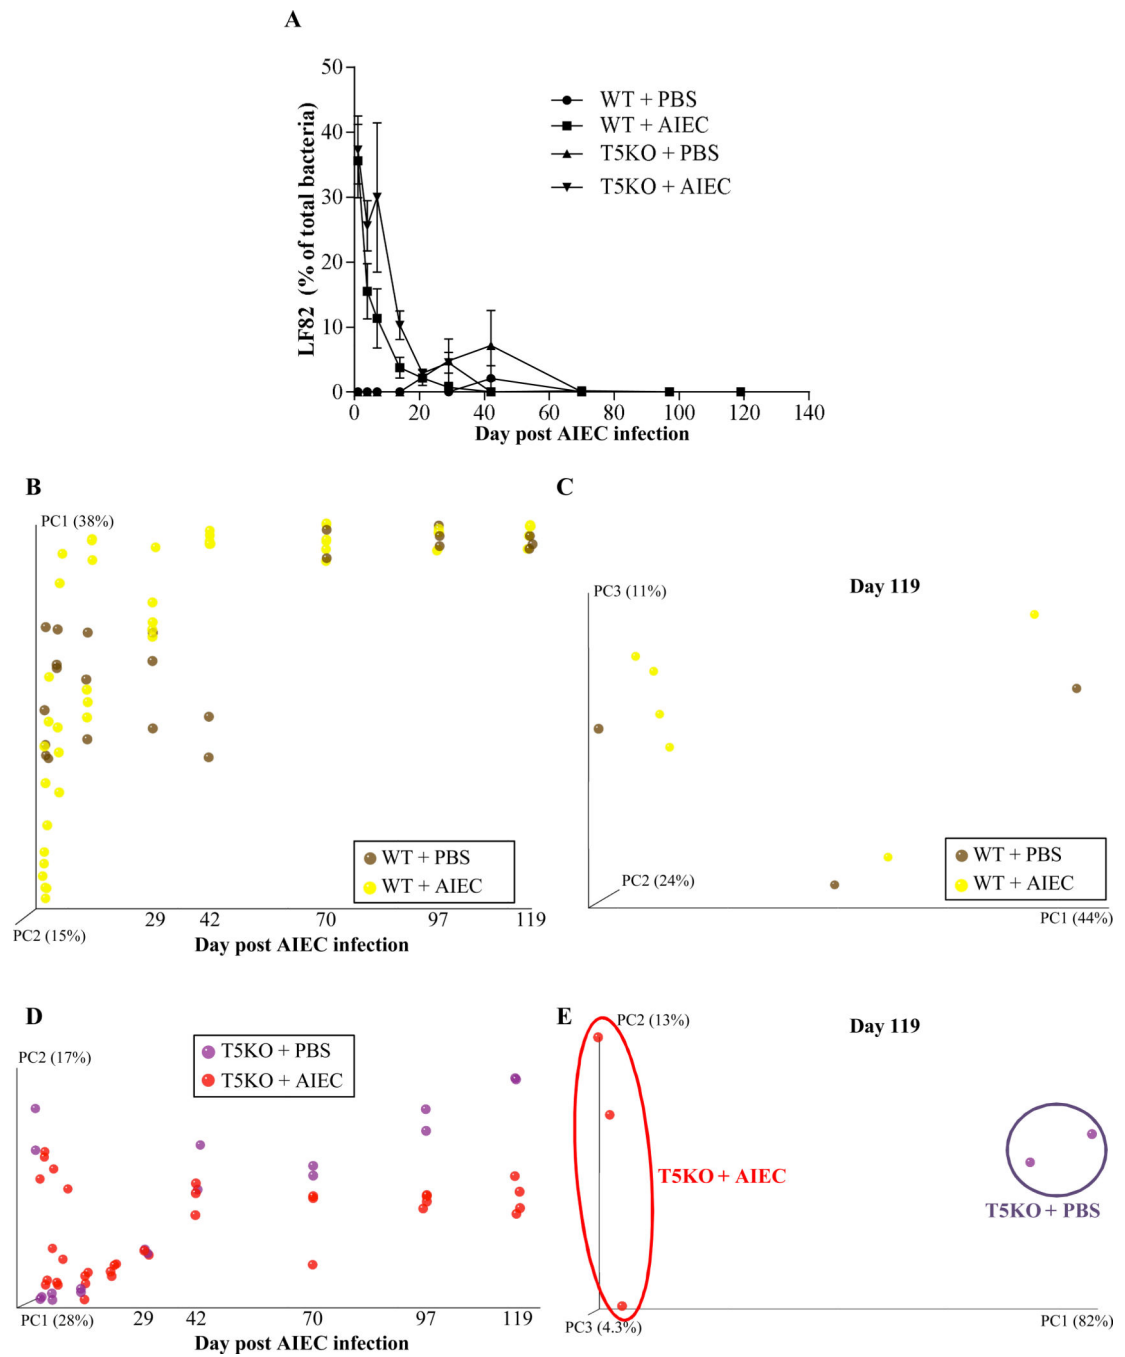 A
50
40
30
20
10
0
LF82 (% of total bacteria)
WT + PBS
WT + AIEC
T5KO + PBS
T5KO + AIEC
0 20 40 60 80 100 120 140
Day post AIEC infection
B
PC1 (38%)
WT + PBS
WT + AIEC
PC2 (15%)
29 42 70 97 119
Day post AIEC infection
C
Day 119
PC3 (11%)
PC2 (24%)
WT + PBS
WT + AIEC
PC1 (44%)
D
T5KO + PBS
T5KO + AIEC
PC2 (17%)
PC1 (28%)
29 42 70 97 119
Day post AIEC infection
E
PC2 (13%)
Day 119
T5KO + AIEC
T5KO + PBS
PC3 (4.3%)
PC1 (82%)